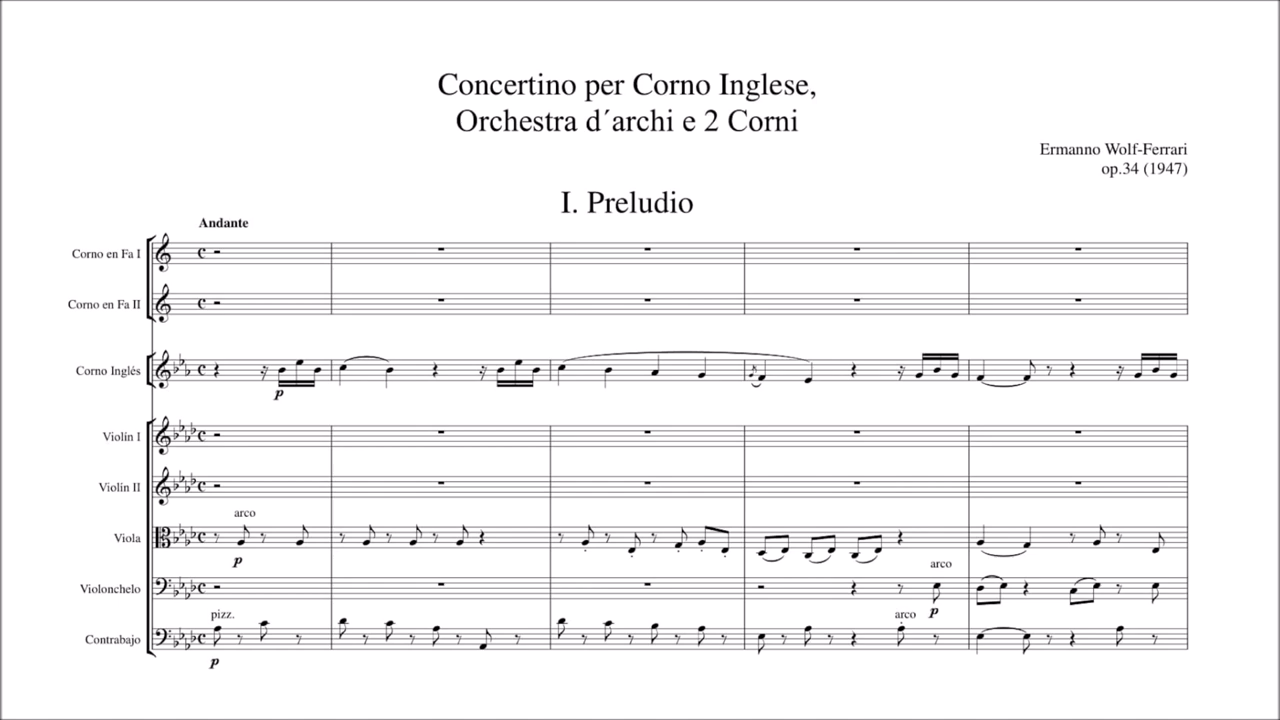 Concertino per Corno Inglese,
Orchestra d´archi e 2 Corni
Ermanno Wolf-Ferrari
op.34 (1947)
I. Preludio
Andante
Corno en Fa I
Corno en Fa II
Corno Inglés
p
Violín I
Violín II
arco
Viola
p
arco
Violonchelo
p
pizz.
arco
Contrabajo
p